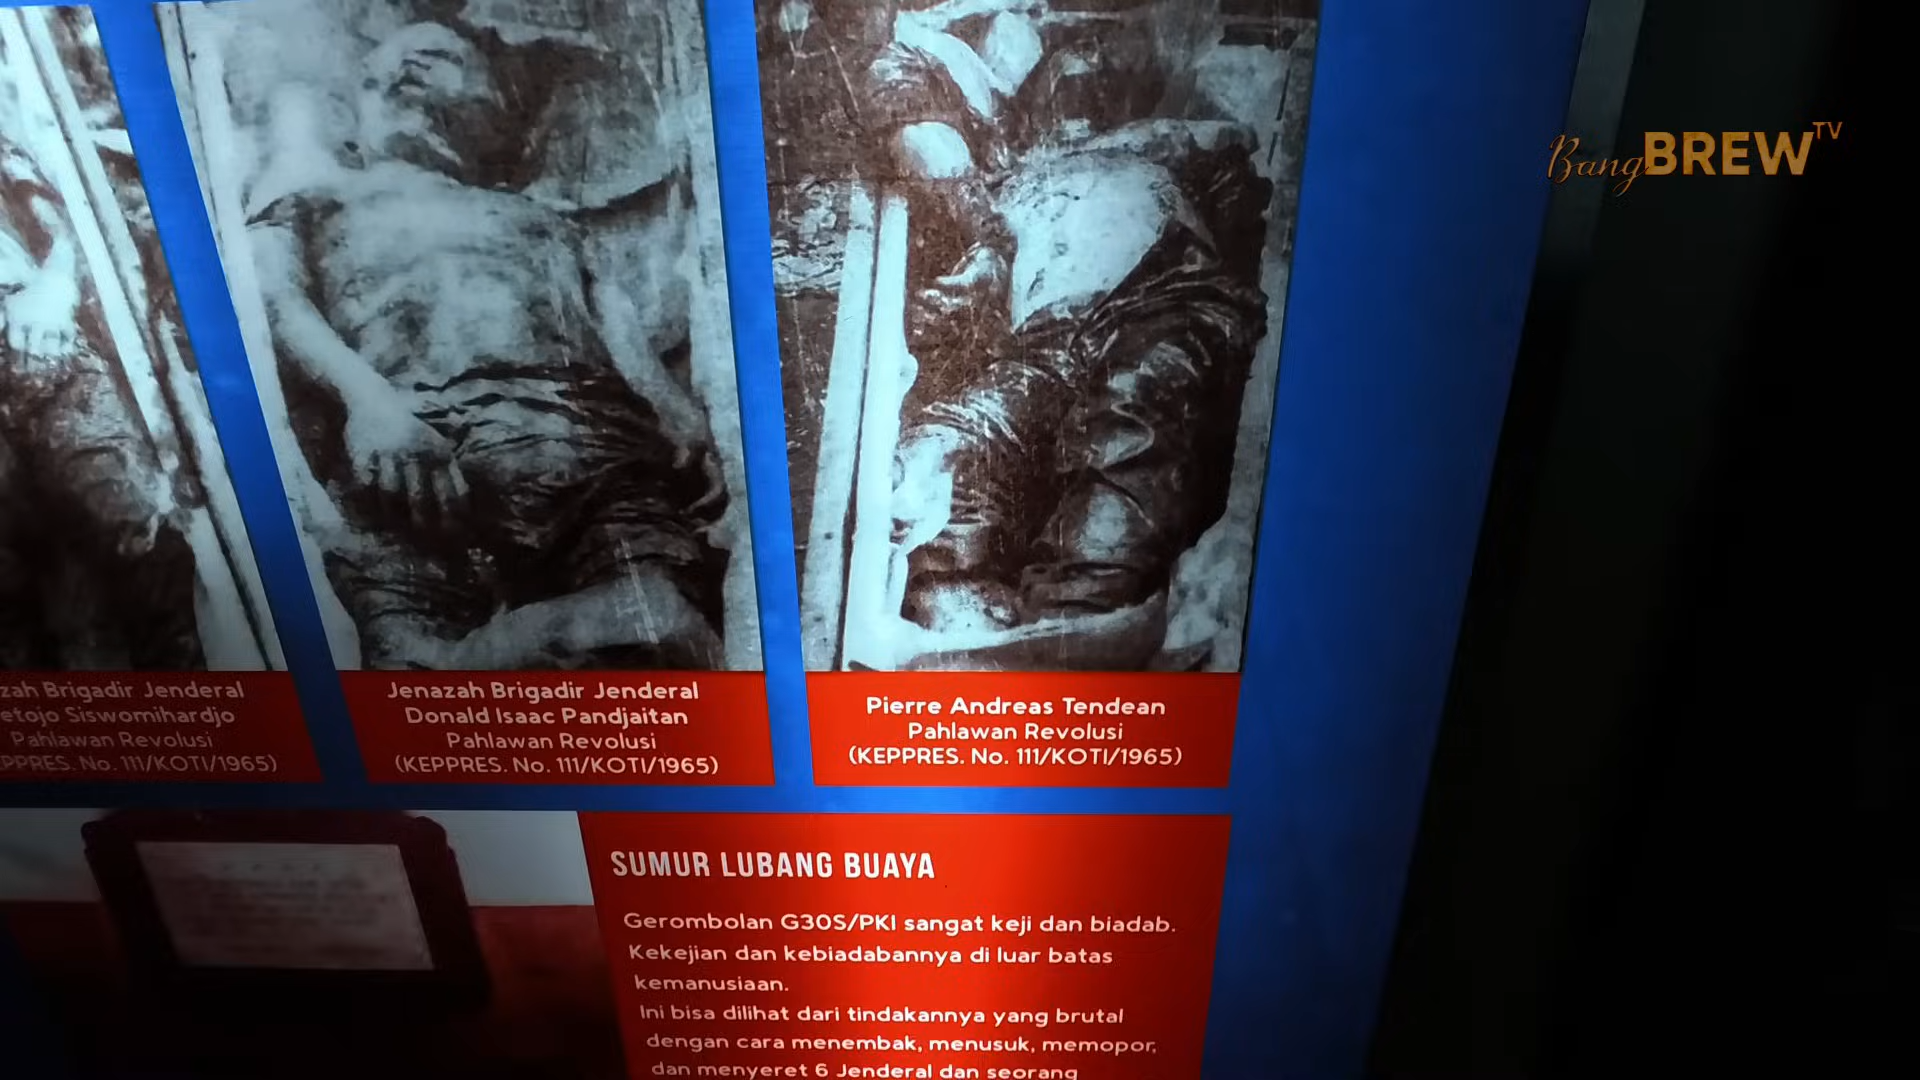 BangBREW TV
zah Brigadir Jenderal
etojo Siswomihardjo
Pahlawan Revolusi
PPRES. No. 111/KOTI/1965)
Jenazah Brigadir Jenderal
Donald Isaac Pandjaitan
Pahlawan Revolusi
(KEPPRES. No. 111/KOTI/1965)
Pierre Andreas Tendean
Pahlawan Revolusi
(KEPPRES. No. 111/KOTI/1965)
SUMUR LUBANG BUAYA
Gerombolan G30S/PKI sangat keji dan biadab.
Kekejian dan kebiadabannya di luar batas
kemanusiaan.
Ini bisa dilihat dari tindakannya yang brutal
dengan cara menembak, menusuk, memopor,
dan menyeret 6 Jenderal dan seorang